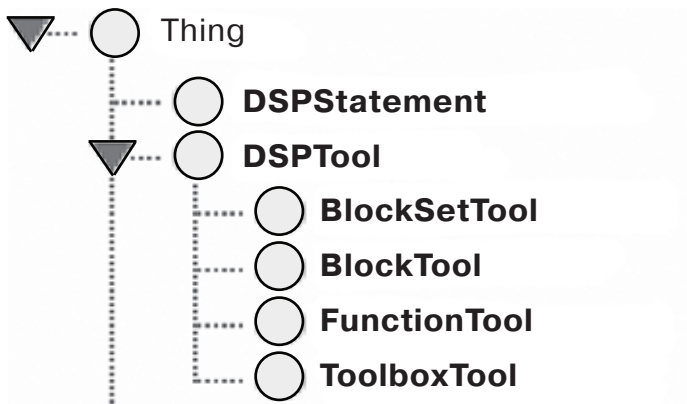 Thing
DSPStatement
DSPTool
BlockSetTool
BlockTool
FunctionTool
ToolboxTool